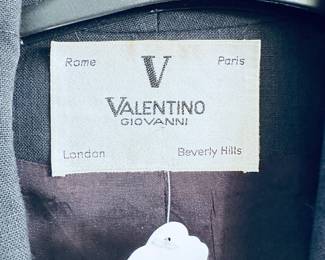 Rome V Paris
VALENTINO
GIOVANNI
London Beverly Hills